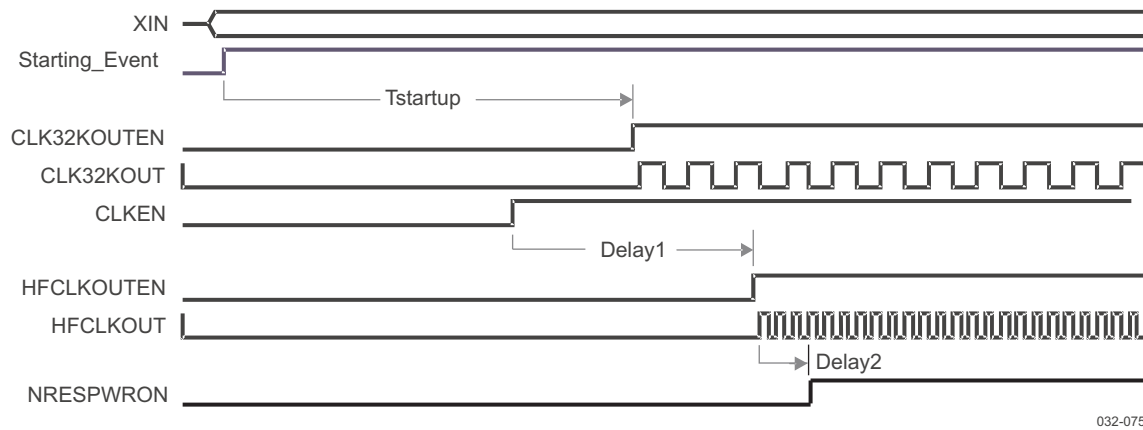 XIN
Starting_Event
Tstartup
CLK32KOUTEN
CLK32KOUT
CLKEN
Delay1
HFCLKOUTEN
HFCLKOUT
Delay2
NRESPWRON
032-075